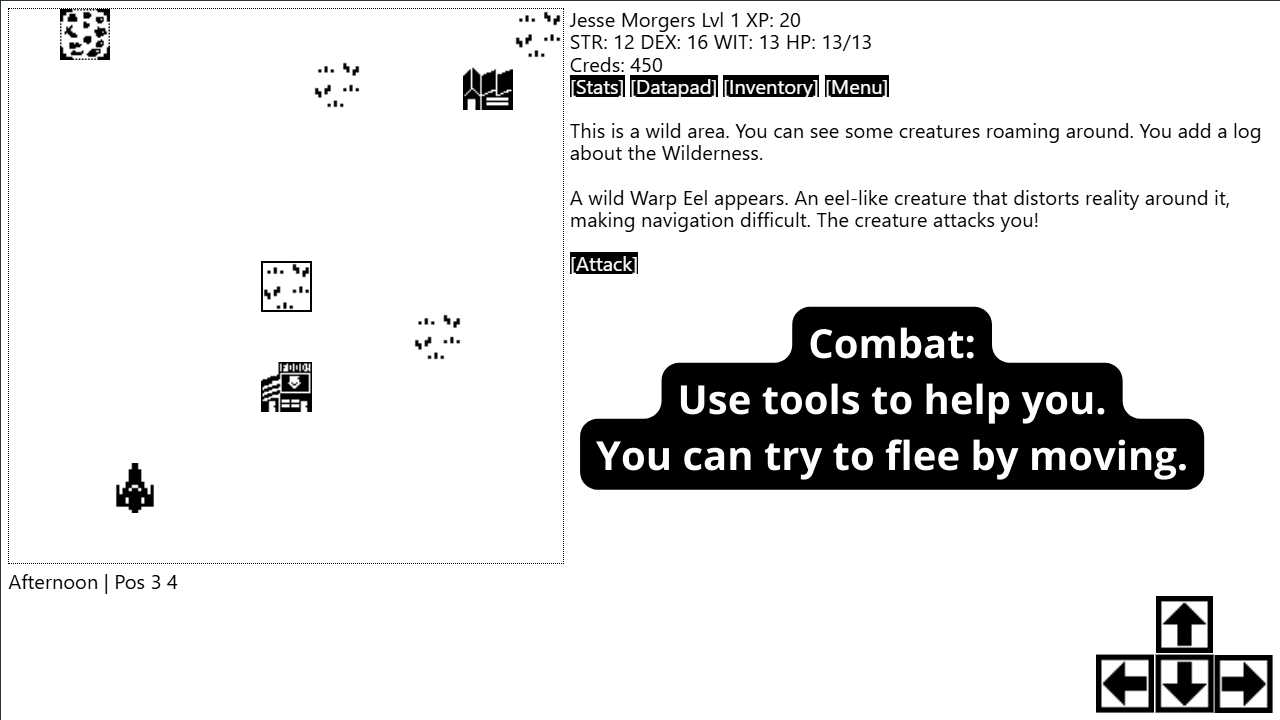 Jesse Morgers Lvl 1 XP: 20
STR: 12 DEX: 16 WIT: 13 HP: 13/13
Creds: 450
[Stats] [Datapad] [Inventory] [Menu]
This is a wild area. You can see some creatures roaming around. You add a log
about the Wilderness.
A wild Warp Eel appears. An eel-like creature that distorts reality around it,
making navigation difficult. The creature attacks you!
[Attack]
Combat:
Use tools to help you.
You can try to flee by moving.
Afternoon | Pos 3 4